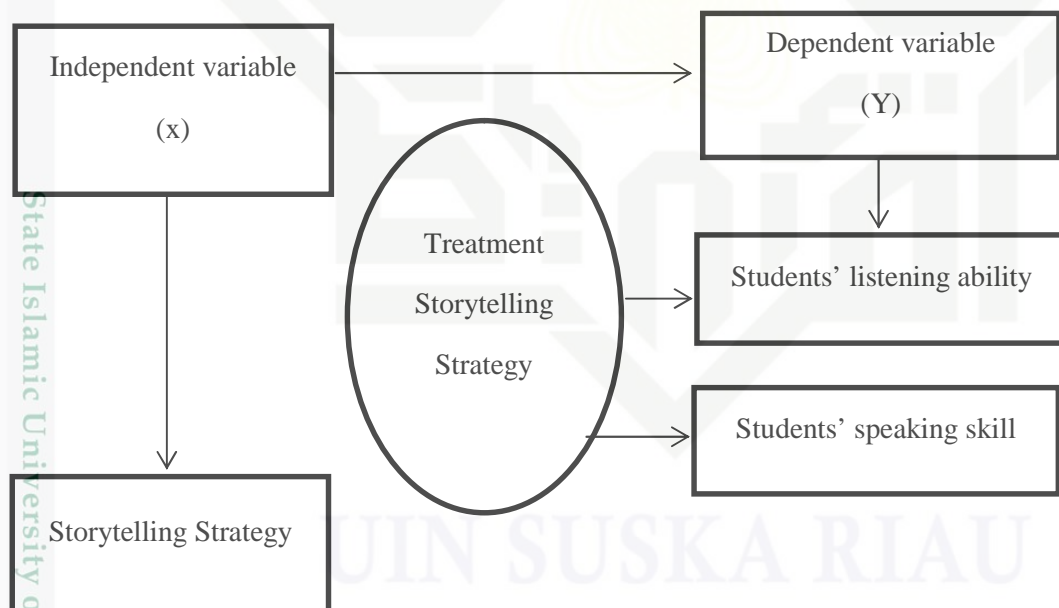 Independent variable
(x)
Dependent variable
(Y)
Treatment
Storytelling
Strategy
Students’ listening ability
Students’ speaking skill
Storytelling Strategy
State Islamic University o
UIN SUSKA RIAU